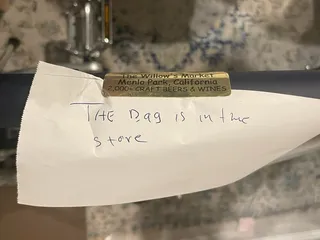 The Willow's Market
Menlo Park, California
2,000+ CRAFT BEERS & WINES
THE Bag is in the
store